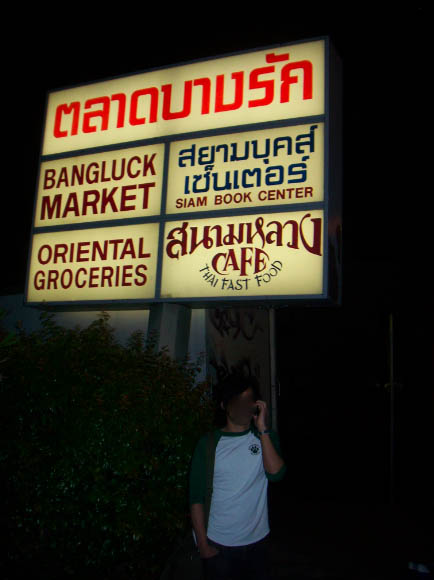 ตลาดบางรัก
BANGLUCK
MARKET
สยามบุคส์
เซ็นเตอร์
SIAM BOOK CENTER
ORIENTAL
GROCERIES
สนามหลวง
CAFE
THAI FAST FOOD